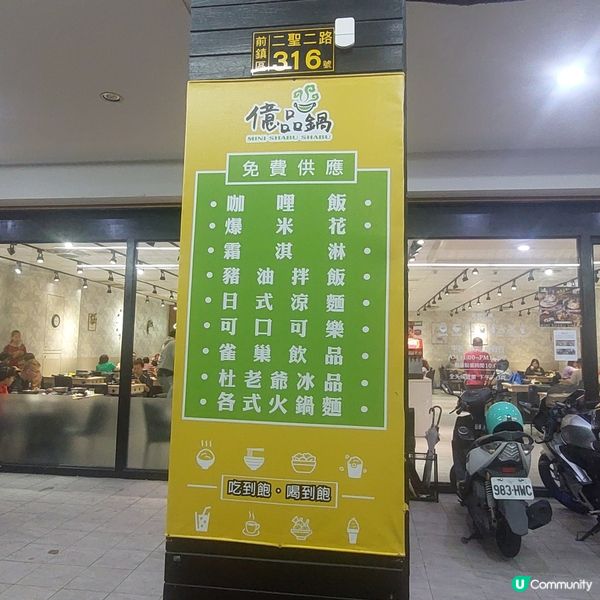 前鎮區 二聖二路
316號
億品鍋
MINI SHABU SHABU
免費供應
咖哩飯
爆米花
霜淇淋
豬油拌飯
日式涼麵
可口可樂
雀巢飲品
杜老爺冰品
各式火鍋麵
吃到飽・喝到飽
983-HWC
U Community